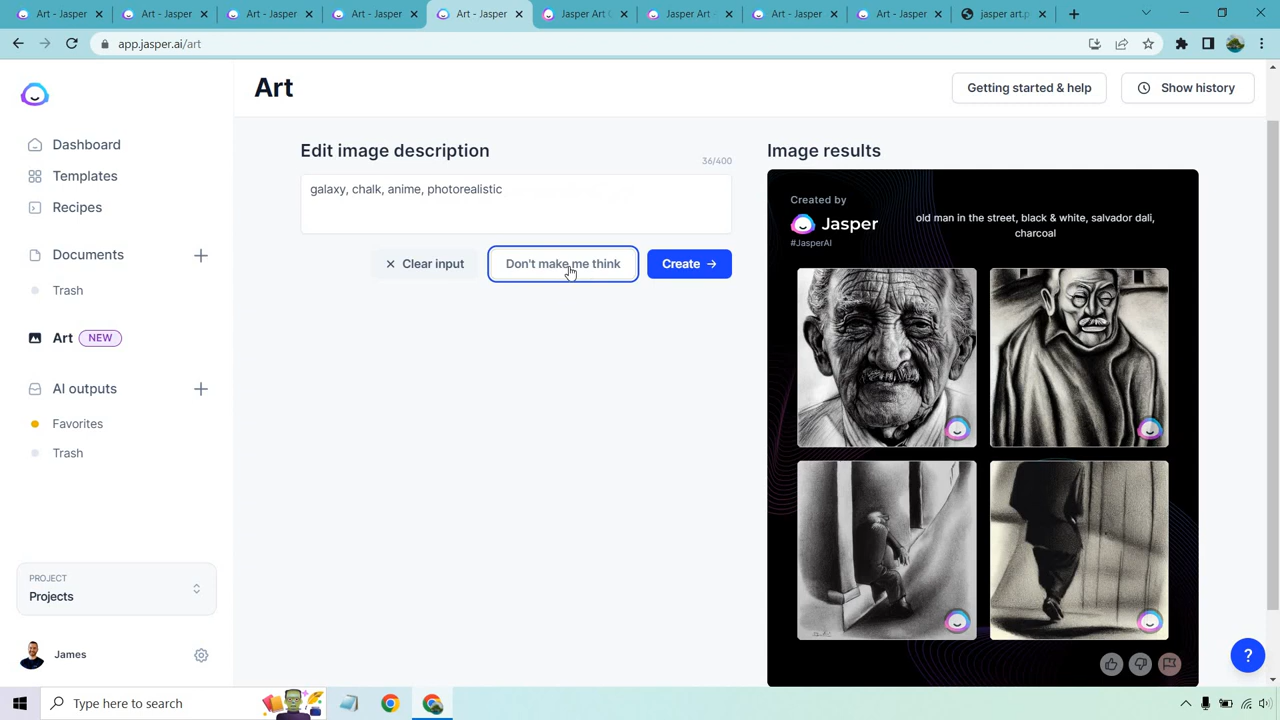 Jasper - Art
Jasper - Art
Jasper - Art
Jasper - Art
Art - Jasper
Jasper Art
Jasper Art -
Jasper - Art
Art - Jasper
Jasper art.p
app.jasper.ai/art
Art
Getting started & help
Show history
Dashboard
Templates
Recipes
Documents
Trash
Art NEW
AI outputs
Favorites
Trash
PROJECT
Projects
James
Edit image description
36/400
galaxy, chalk, anime, photorealistic
Clear input
Don't make me think
Create →
Image results
Created by
Jasper
#JasperAI
old man in the street, black & white, salvador dali,
charcoal
?
Type here to search